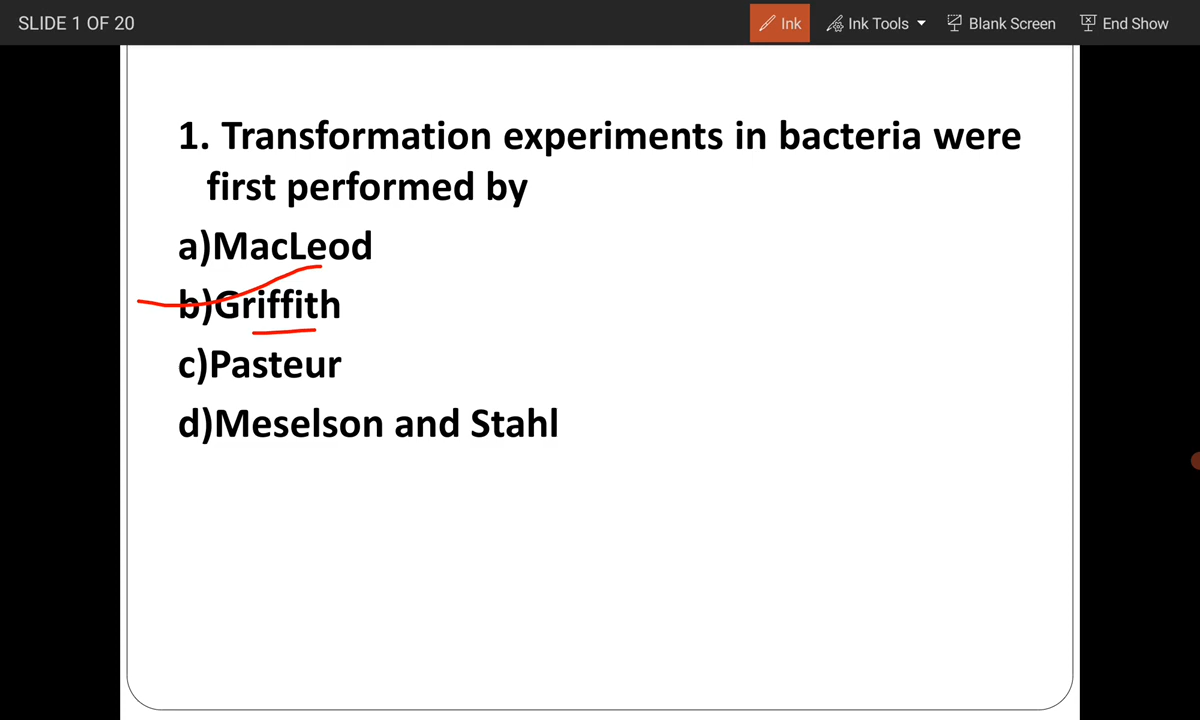 SLIDE 1 OF 20
Ink
Ink Tools
Blank Screen
End Show
1. Transformation experiments in bacteria were
first performed by
a)MacLeod
b)Griffith
c)Pasteur
d)Meselson and Stahl